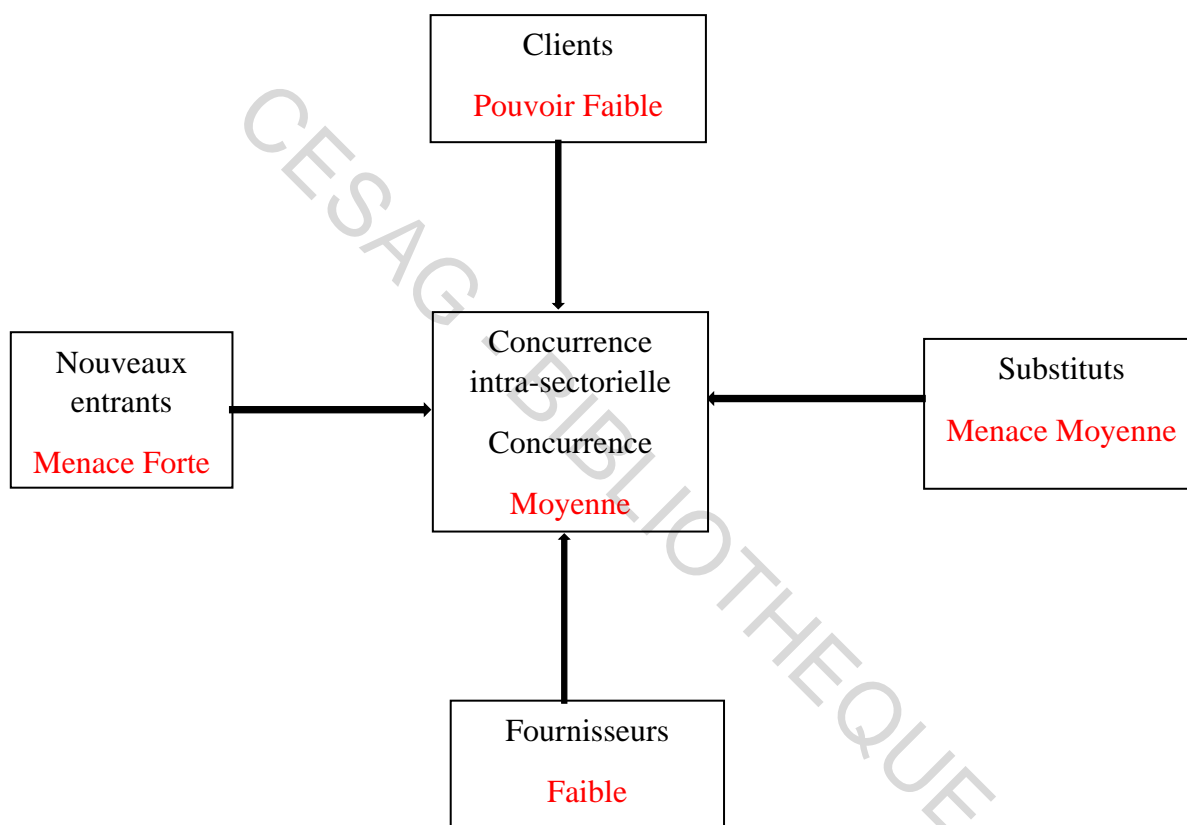 Clients
Pouvoir Faible
Nouveaux
entrants
Menace Forte
Concurrence
intra-sectorielle
Concurrence
Moyenne
Substituts
Menace Moyenne
Fournisseurs
Faible
CESAG - BIBLIOTHEQUE